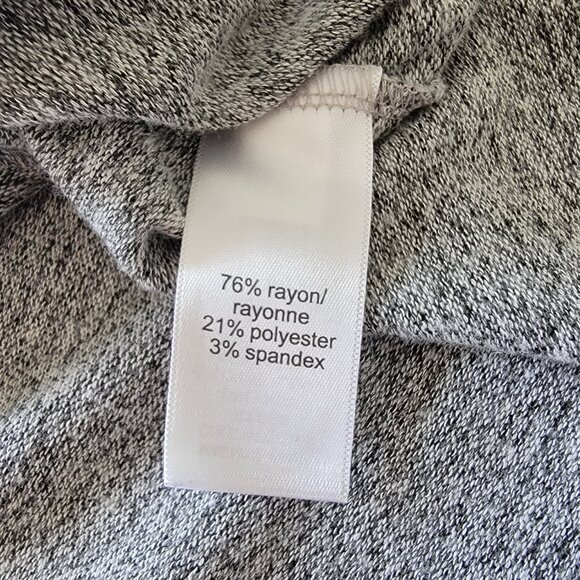 76% rayon/
rayonne
21% polyester
3% spandex